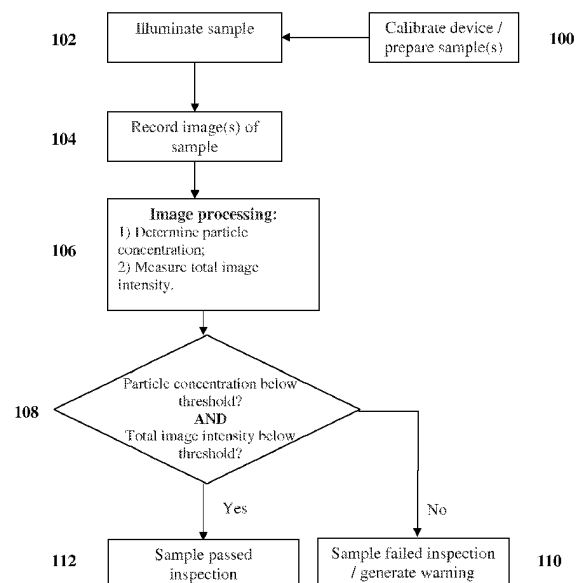 102
Illuminate sample
Calibrate device /
prepare sample(s)
100
104
Record image(s) of
sample
106
Image processing:
1) Determine particle
concentration;
2) Measure total image
intensity.
108
Particle concentration below
threshold?
AND
Total image intensity below
threshold?
Yes
No
112
Sample passed
inspection
Sample failed inspection
/ generate warning
110